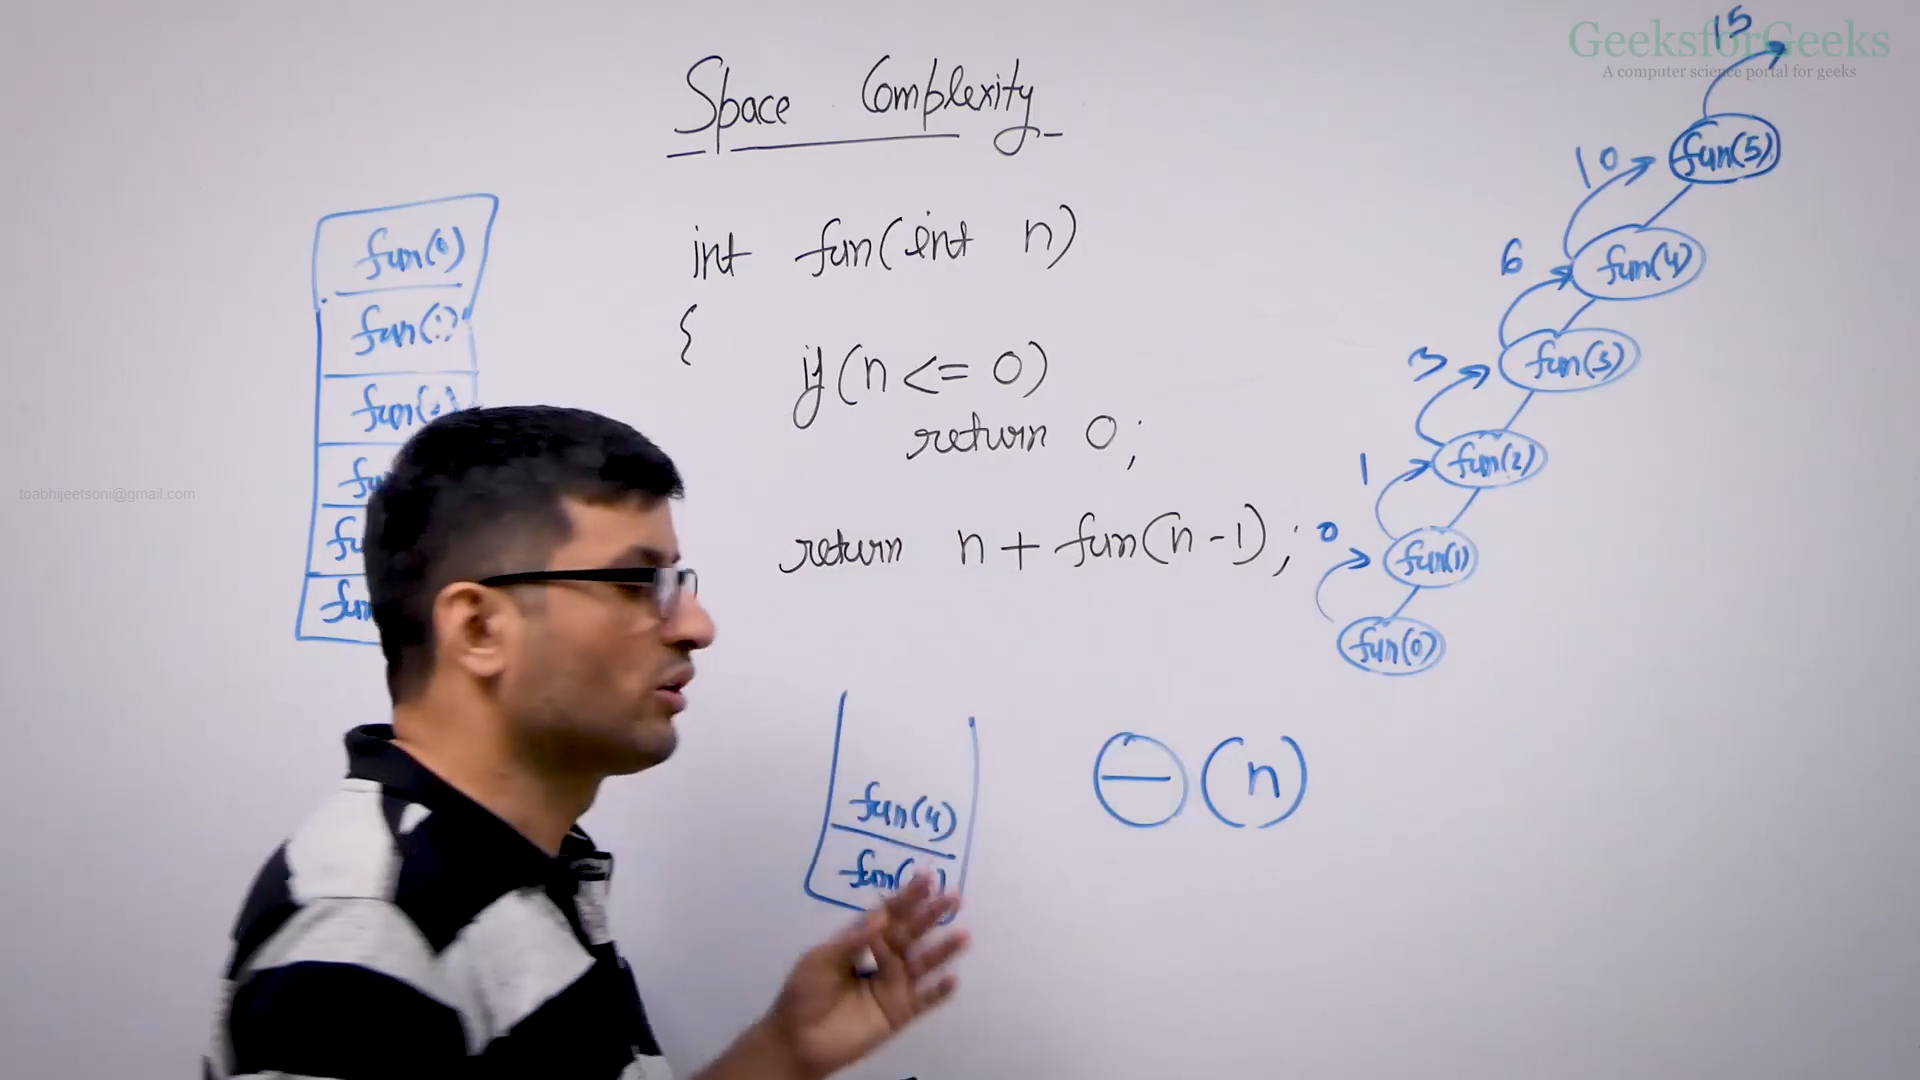 GeeksforGeeks
A computer science portal for geeks
Space Complexity
int fun(int n)
{
if(n <= 0)
return 0;
return n + fun(n-1);
Θ(n)
fun(0)
fun(1)
toabhijeetsoni@gmail.com
fun(4)
15
fun(5)
10
fun(4)
6
fun(3)
3
fun(2)
1
fun(1)
0
fun(0)